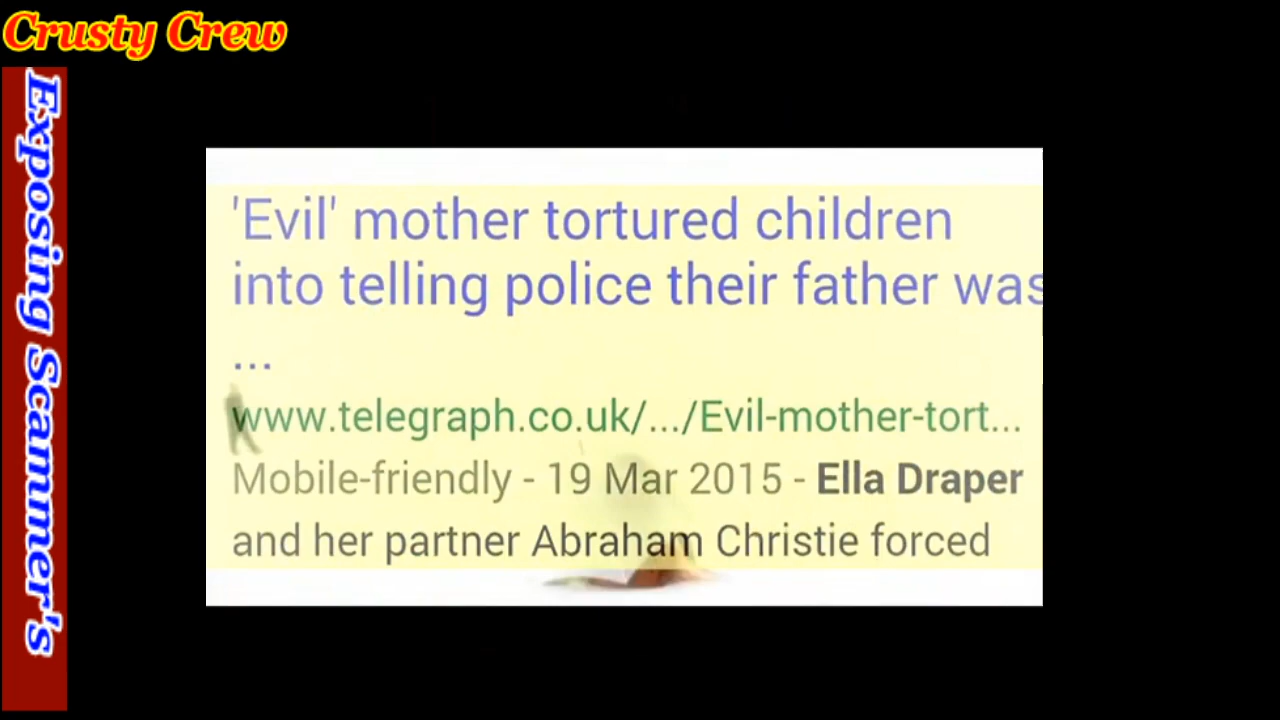 Crusty Crew
Exposing Scammer's
'Evil' mother tortured children
into telling police their father was
...
www.telegraph.co.uk/.../Evil-mother-tort...
Mobile-friendly - 19 Mar 2015 - Ella Draper
and her partner Abraham Christie forced